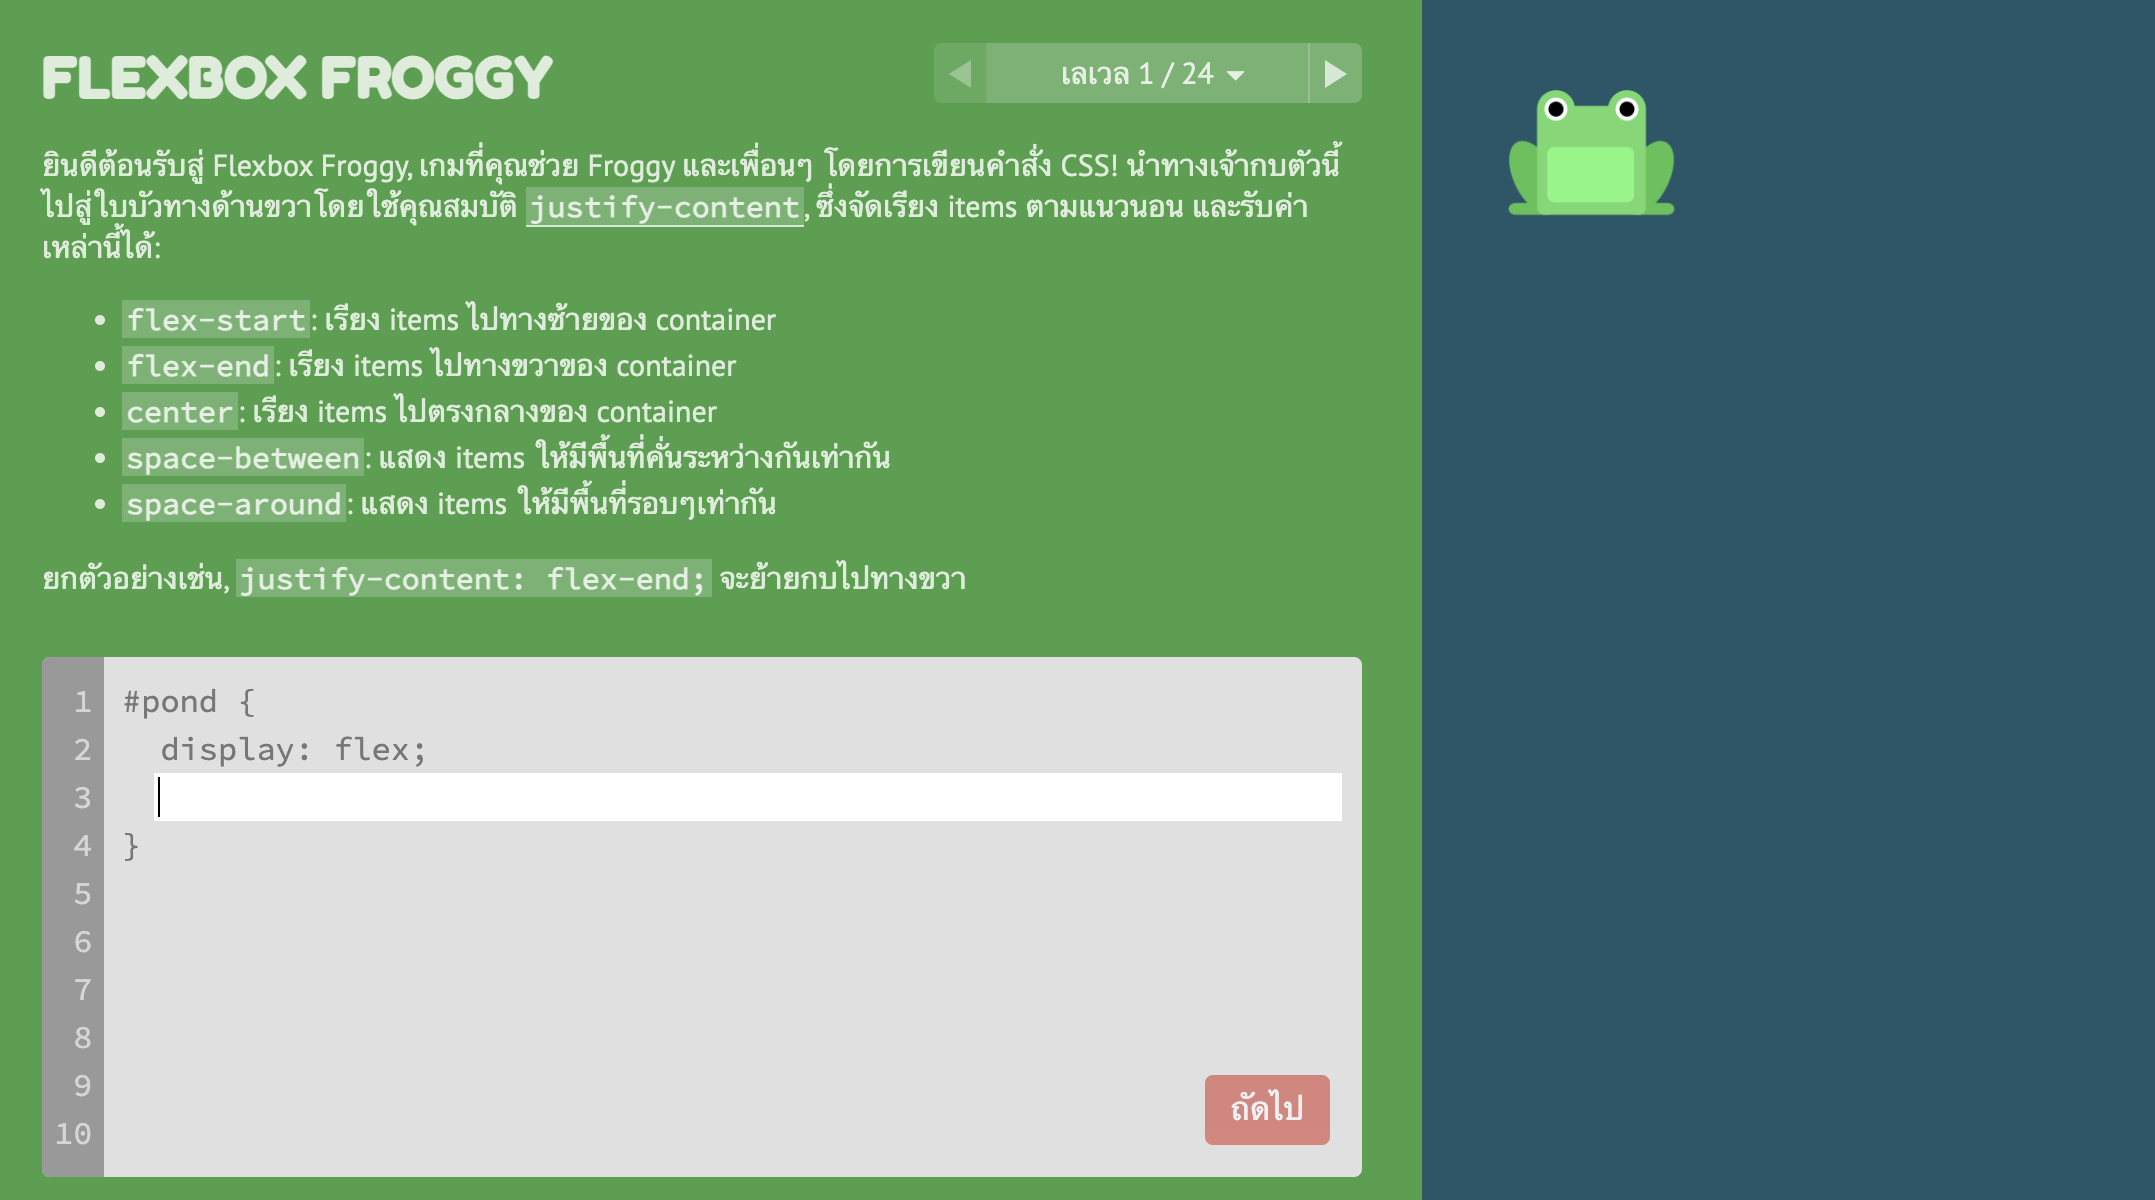 FLEXBOX FROGGY
เลเวล 1 / 24
ยินดีต้อนรับสู่ Flexbox Froggy, เกมที่คุณช่วย Froggy และเพื่อนๆ โดยการเขียนคำสั่ง CSS! นำทางเจ้ากบตัวนี้
ไปสู่ใบบัวทางด้านขวาโดยใช้คุณสมบัติ justify-content, ซึ่งจัดเรียง items ตามแนวนอน และรับค่า
เหล่านี้ได้:
• flex-start: เรียง items ไปทางซ้ายของ container
• flex-end: เรียง items ไปทางขวาของ container
• center: เรียง items ไปตรงกลางของ container
• space-between: แสดง items ให้มีพื้นที่คั่นระหว่างกันเท่ากัน
• space-around: แสดง items ให้มีพื้นที่รอบๆเท่ากัน
ยกตัวอย่างเช่น, justify-content: flex-end; จะย้ายกบไปทางขวา
1 #pond {
2 display: flex;
3
4 }
5
6
7
8
9
10
ถัดไป